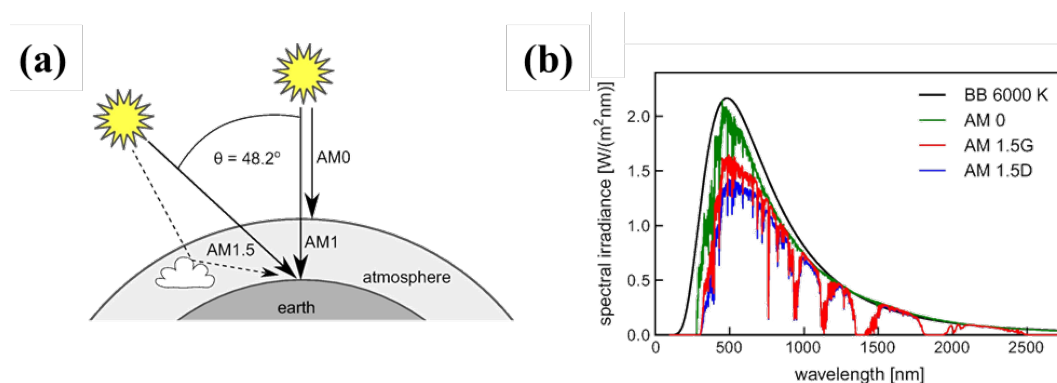 (a)
θ = 48.2°
AM0
AM1.5
AM1
atmosphere
earth
(b)
spectral irradiance [W/(m²nm)]
2.0
1.5
1.0
0.5
0.0
BB 6000 K
AM 0
AM 1.5G
AM 1.5D
0 500 1000 1500 2000 2500
wavelength [nm]